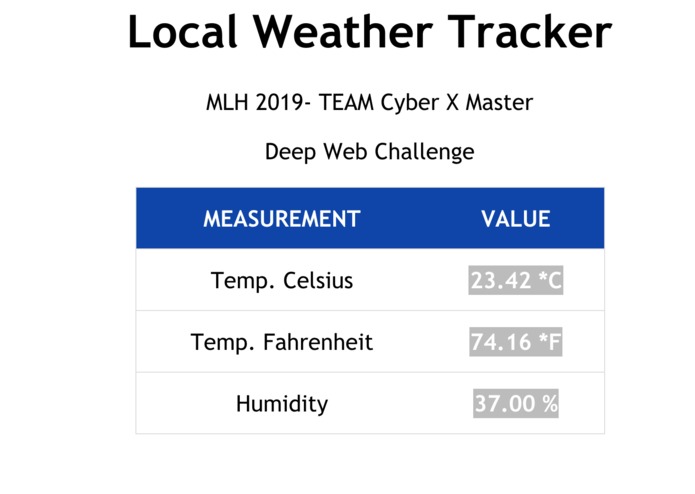 Local Weather Tracker
MLH 2019- TEAM Cyber X Master
Deep Web Challenge
MEASUREMENT VALUE
Temp. Celsius 23.42 *C
Temp. Fahrenheit 74.16 *F
Humidity 37.00 %